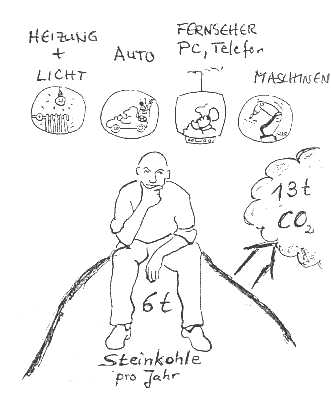 HEIZUNG
+
LICHT
AUTO
FERNSEHER
PC, Telefon
MASCHINEN
13t
CO₂
6t
Steinkohle
pro Jahr